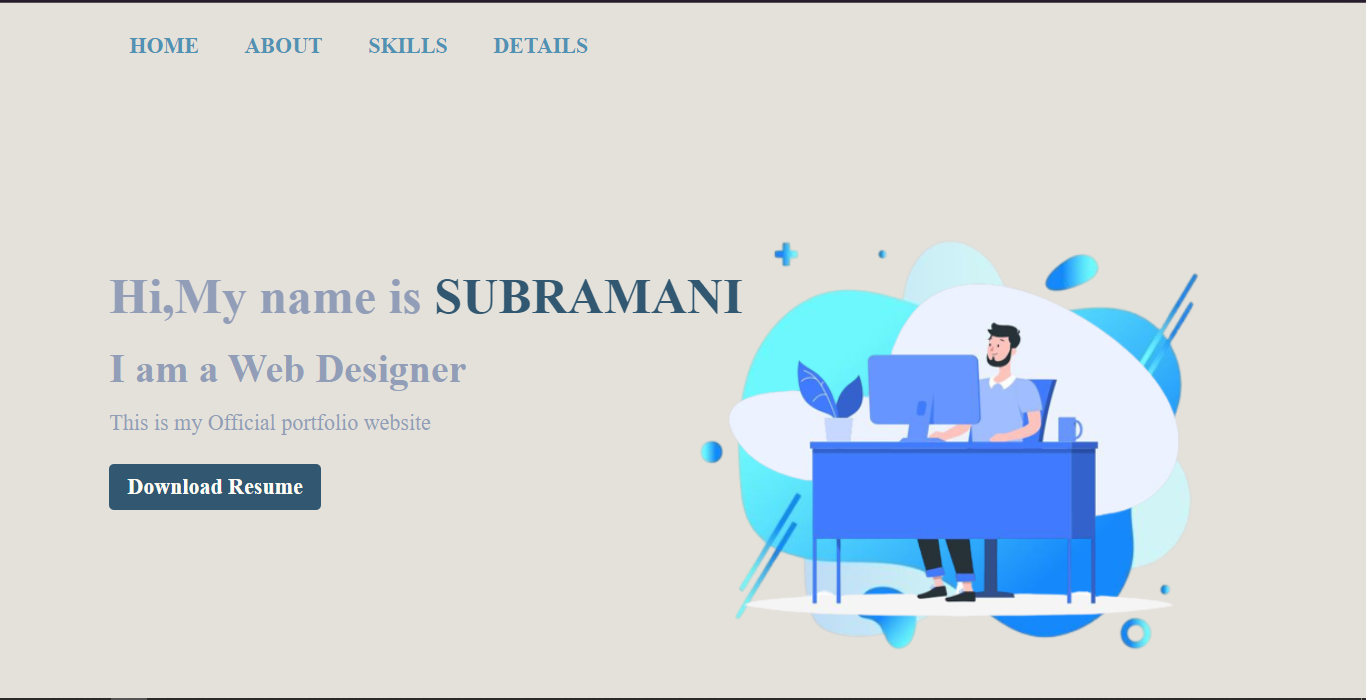 HOME ABOUT SKILLS DETAILS
Hi,My name is SUBRAMANI
I am a Web Designer
This is my Official portfolio website
Download Resume